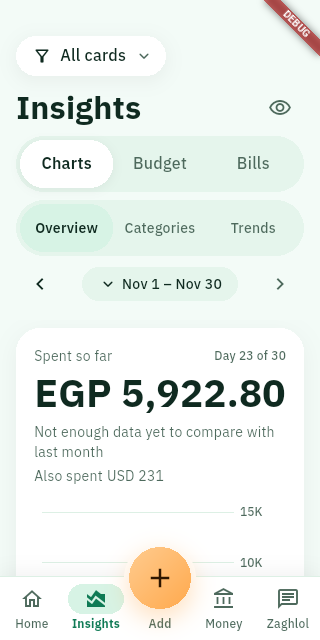 DEBUG
All cards
Insights
Charts Budget Bills
Overview Categories Trends
Nov 1 – Nov 30
Spent so far Day 23 of 30
EGP 5,922.80
Not enough data yet to compare with
last month
Also spent USD 231
15K
10K
Home Insights Add Money Zaghlol